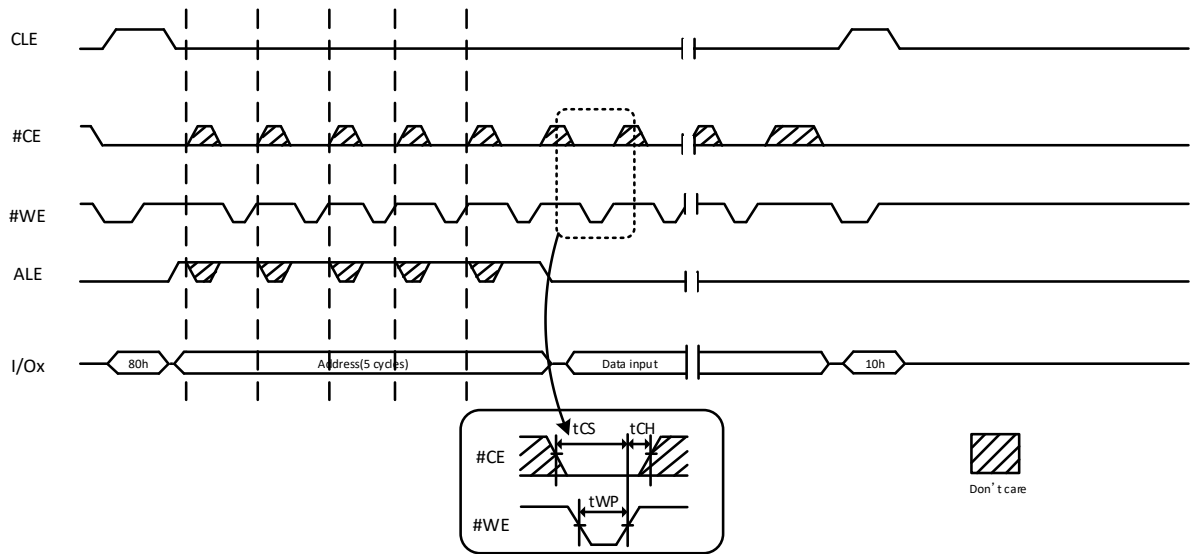 CLE
#CE
#WE
ALE
I/Ox
80h
Address(5 cycles)
Data input
10h
tCS
tCH
#CE
tWP
#WE
Don't care